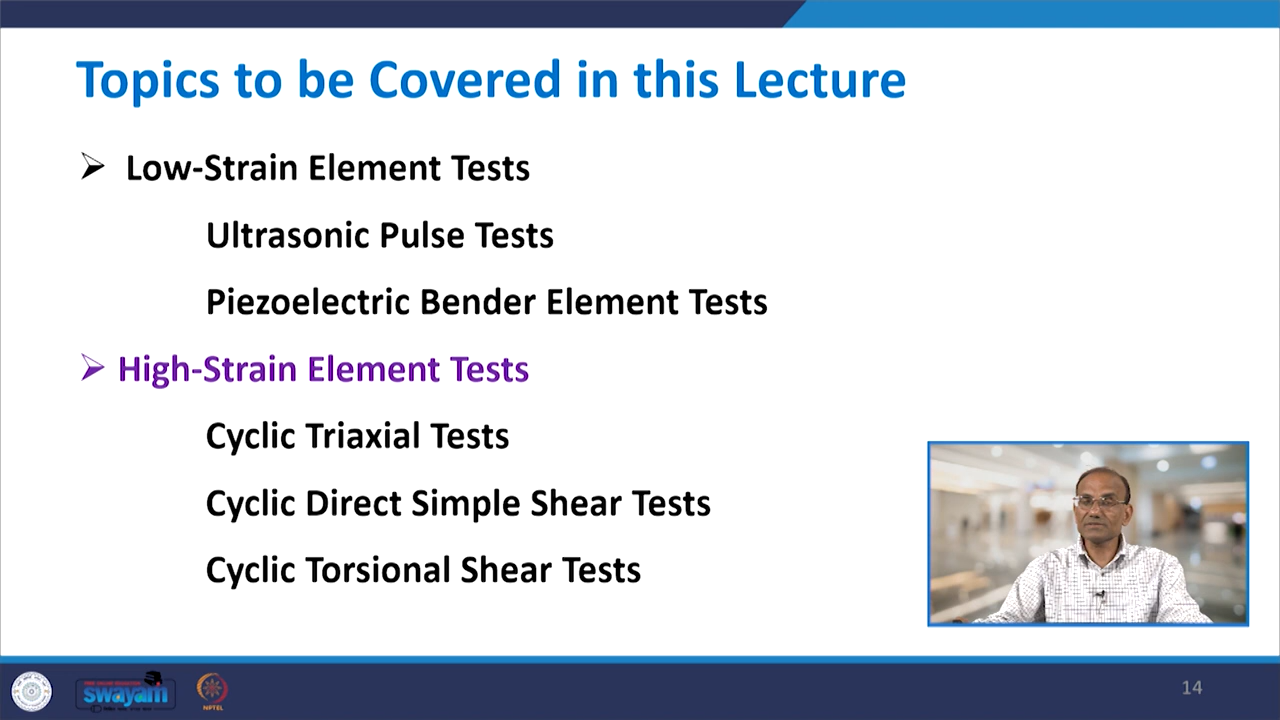 Topics to be Covered in this Lecture
➢ Low-Strain Element Tests
Ultrasonic Pulse Tests
Piezoelectric Bender Element Tests
➢ High-Strain Element Tests
Cyclic Triaxial Tests
Cyclic Direct Simple Shear Tests
Cyclic Torsional Shear Tests
swayam
NPTEL
14